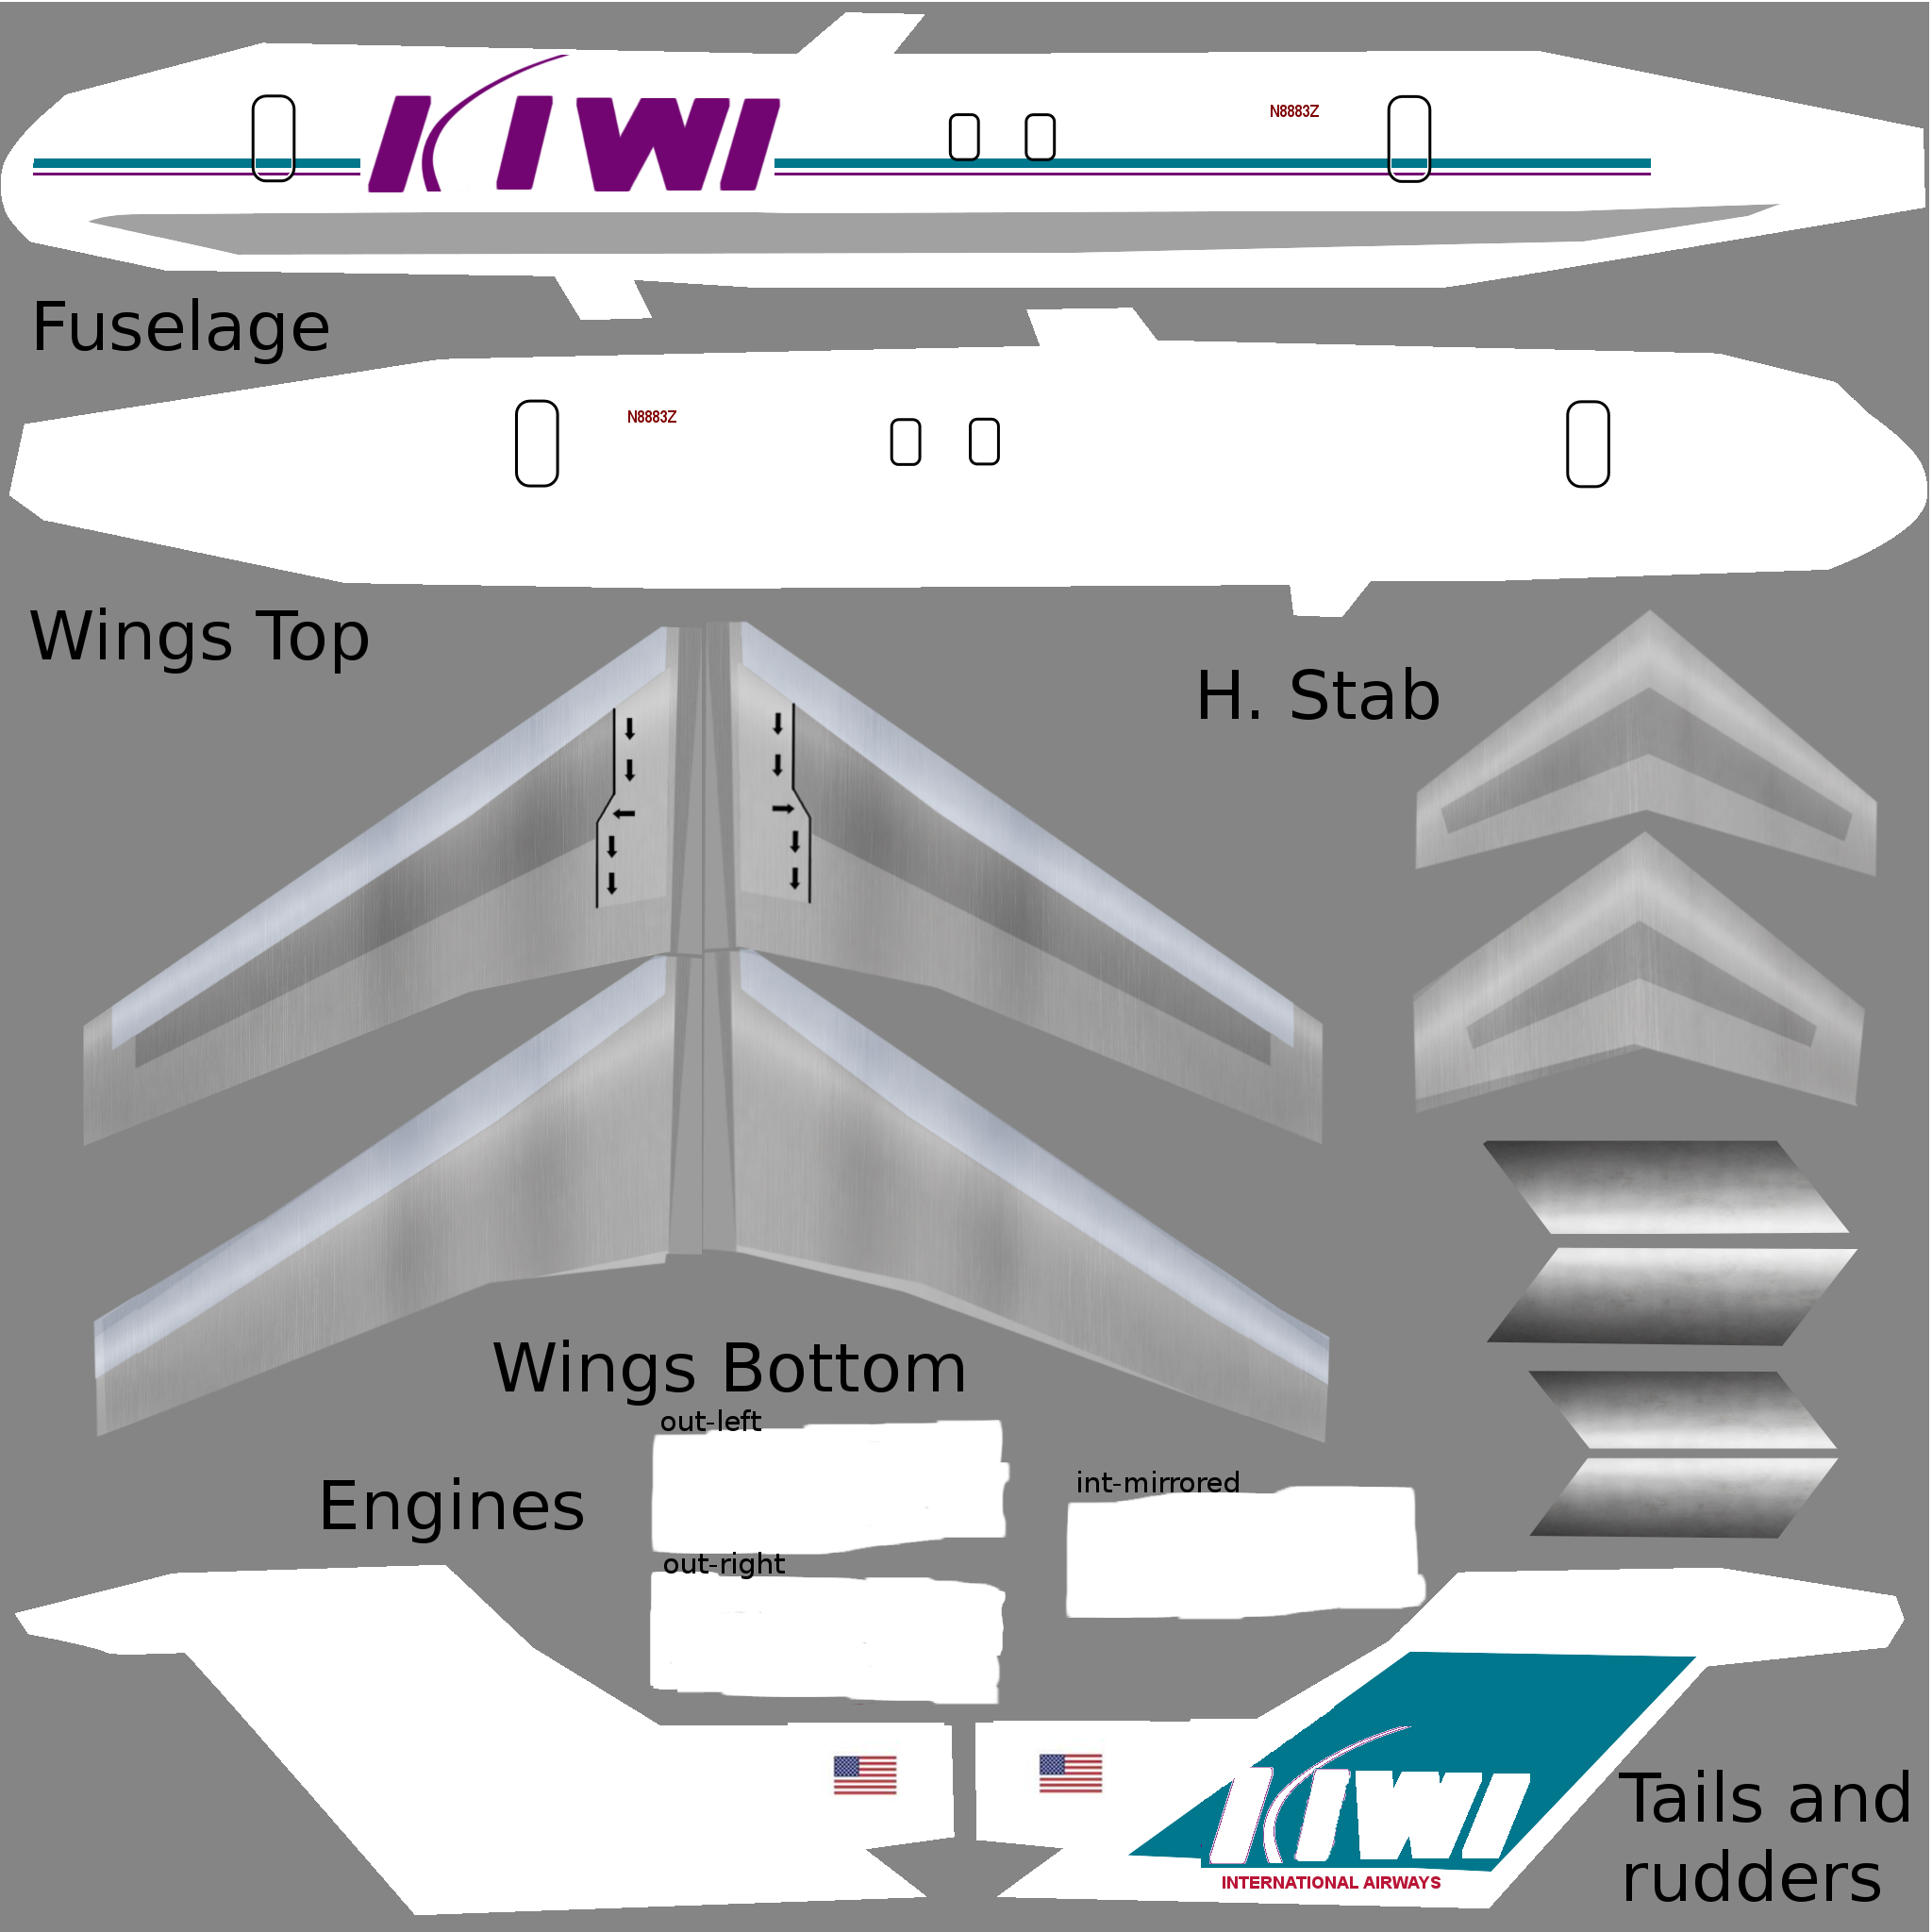 KIWI
N8883Z
Fuselage
N8883Z
Wings Top
H. Stab
Wings Bottom
out-left
Engines
int-mirrored
out-right
KIWI
INTERNATIONAL AIRWAYS
Tails and
rudders